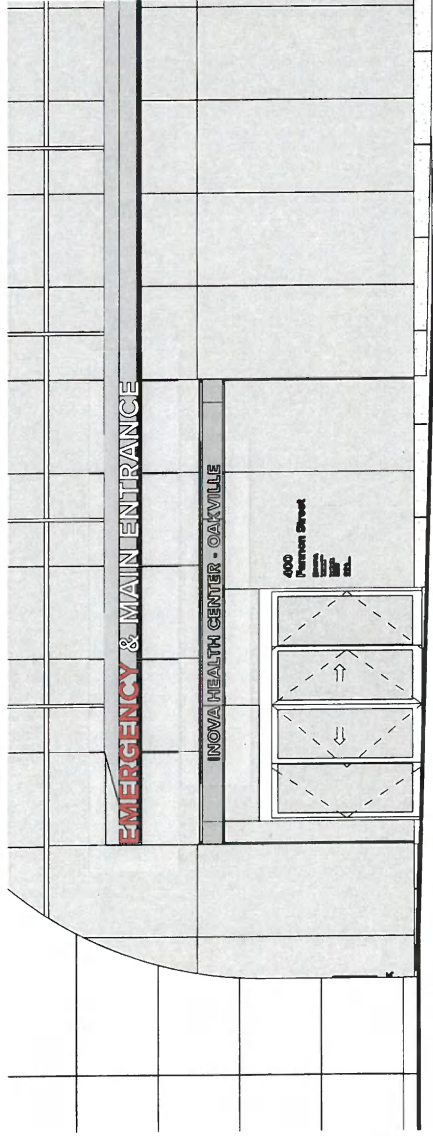 EMERGENCY & MAIN ENTRANCE
INOVA HEALTH CENTER - OAKVILLE
400
Fannon Street